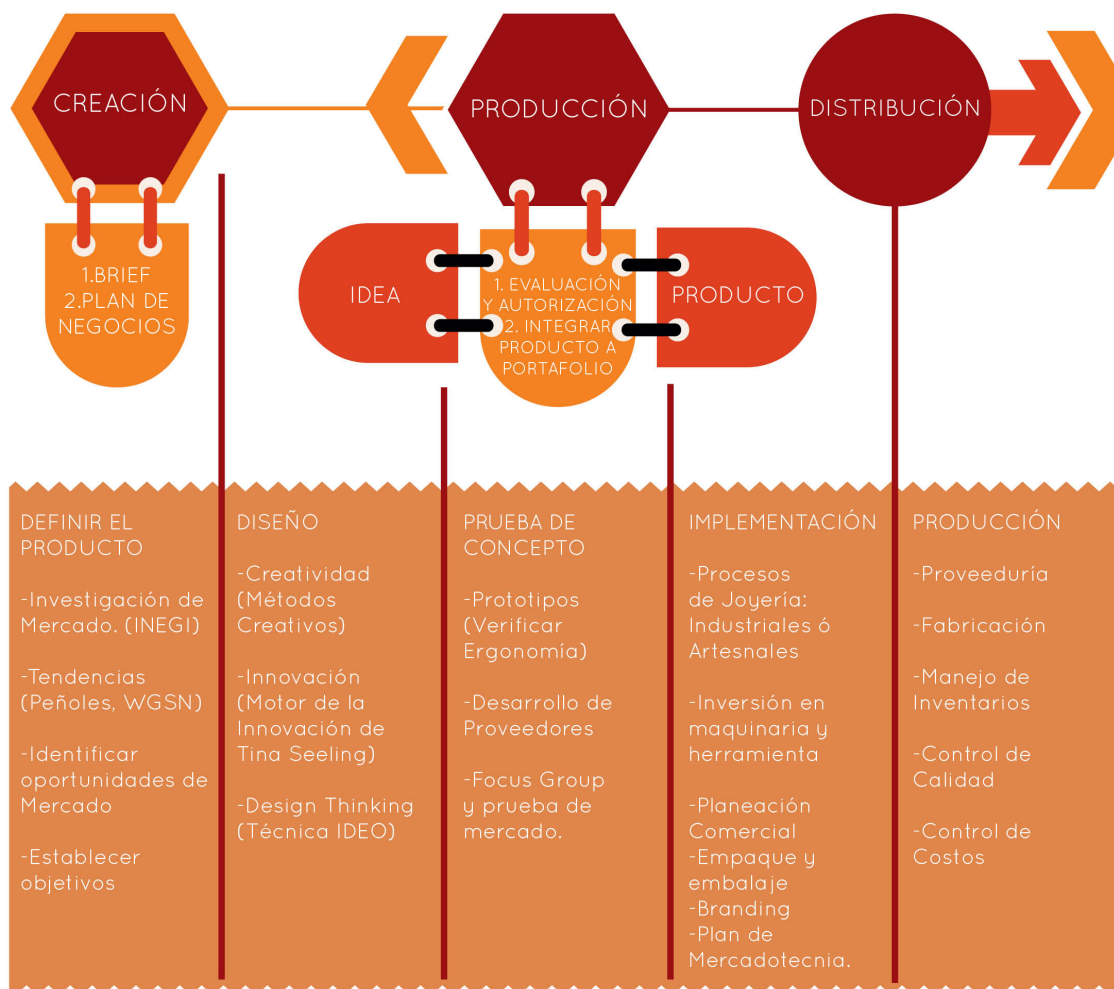 CREACIÓN
PRODUCCIÓN
DISTRIBUCIÓN
1.BRIEF
2.PLAN DE
NEGOCIOS
IDEA
1. EVALUACIÓN
Y AUTORIZACIÓN
2. INTEGRAR
PRODUCTO A
PORTAFOLIO
PRODUCTO
DEFINIR EL
PRODUCTO
-Investigación de
Mercado. (INEGI)
-Tendencias
(Peñoles, WGSN)
-Identificar
oportunidades de
Mercado
-Establecer
objetivos
DISEÑO
-Creatividad
(Métodos
Creativos)
-Innovación
(Motor de la
Innovación de
Tina Seeling)
-Design Thinking
(Técnica IDEO)
PRUEBA DE
CONCEPTO
-Prototipos
(Verificar
Ergonomía)
-Desarrollo de
Proveedores
-Focus Group
y prueba de
mercado.
IMPLEMENTACIÓN
-Procesos
de Joyería:
Industriales ó
Artesnales
-Inversión en
maquinaria y
herramienta
-Planeación
Comercial
-Empaque y
embalaje
-Branding
-Plan de
Mercadotecnia.
PRODUCCIÓN
-Proveeduría
-Fabricación
-Manejo de
Inventarios
-Control de
Calidad
-Control de
Costos